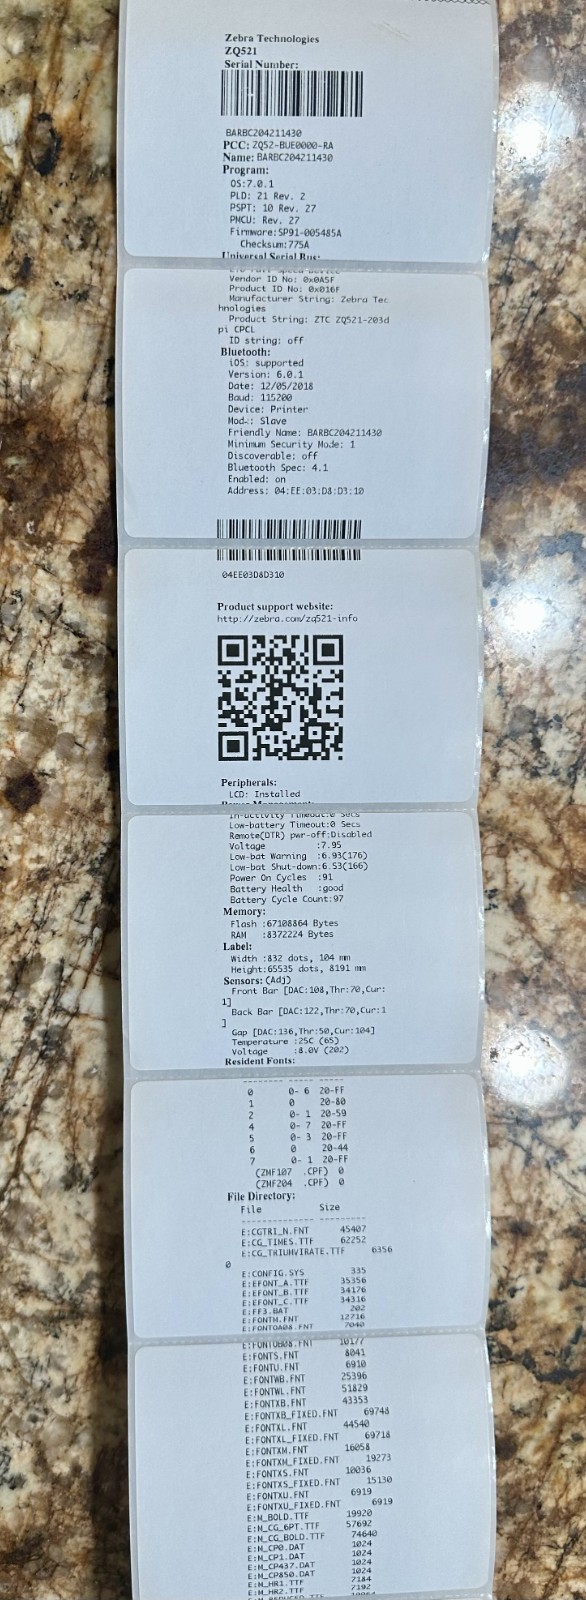 Zebra Technologies
ZQ521
Serial Number:
BARBC204211430
PCC: ZQ52-BUE0000-RA
Name: BARBC204211430
Program:
OS:7.0.1
PLD: 21 Rev. 2
PSPT: 10 Rev. 27
PMCU: Rev. 27
Firmware:SP91-005485A
Checksum:775A
Universal Serial Bus:
Vendor ID No: 0x0A5F
Product ID No: 0x016F
Manufacturer String: Zebra Tec
hnologies
Product String: ZTC ZQ521-203d
pi CPCL
ID string: off
Bluetooth:
iOS: supported
Version: 6.0.1
Date: 12/05/2018
Baud: 115200
Device: Printer
Mode: Slave
Friendly Name: BARBC204211430
Minimum Security Mode: 1
Discoverable: off
Bluetooth Spec: 4.1
Enabled: on
Address: 04:EE:03:D8:D3:10
04EE03D8D310
Product support website:
http://zebra.com/zq521-info
Peripherals:
LCD: Installed
Power Management:
In-activity Timeout:0 Secs
Low-battery Timeout:0 Secs
Remote(DTR) pwr-off:Disabled
Voltage :7.95
Low-bat Warning :6.93(176)
Low-bat Shut-down:6.53(166)
Power On Cycles :91
Battery Health :good
Battery Cycle Count:97
Memory:
Flash :67108864 Bytes
RAM :8372224 Bytes
Label:
Width :832 dots, 104 mm
Height:65535 dots, 8191 mm
Sensors: (Adj)
Front Bar [DAC:108,Thr:70,Cur:
1]
Back Bar [DAC:122,Thr:70,Cur:1
]
Gap [DAC:136,Thr:50,Cur:104]
Temperature :25C (65)
Voltage :8.0V (202)
Resident Fonts:
-------- ----- -----
0 0- 6 20-FF
1 0 20-80
2 0- 1 20-59
4 0- 7 20-FF
5 0- 3 20-FF
6 0 20-44
7 0- 1 20-FF
(ZMF107 .CPF) 0
(ZMF204 .CPF) 0
File Directory:
File Size
-------------- ---------
E:CGTRI_N.FNT 45407
E:CG_TIMES.TTF 62252
E:CG_TRIUMVIRATE.TTF 6356
0
E:CONFIG.SYS 335
E:EFONT_A.TTF 35356
E:EFONT_B.TTF 34176
E:EFONT_C.TTF 34316
E:FF3.BAT 202
E:FONTM.FNT 12716
E:FONTOA08.FNT 7040
E:FONTOB08.FNT 10177
E:FONTS.FNT 8041
E:FONTU.FNT 6910
E:FONTWB.FNT 25396
E:FONTWL.FNT 51829
E:FONTXB.FNT 43353
E:FONTXB_FIXED.FNT 69748
E:FONTXL.FNT 44540
E:FONTXL_FIXED.FNT 69718
E:FONTXM.FNT 16058
E:FONTXM_FIXED.FNT 19273
E:FONTXS.FNT 10036
E:FONTXS_FIXED.FNT 15130
E:FONTXU.FNT 6919
E:FONTXU_FIXED.FNT 6919
E:M_BOLD.TTF 19920
E:M_CG_6PT.TTF 57692
E:M_CG_BOLD.TTF 74640
E:M_CP0.DAT 1024
E:M_CP1.DAT 1024
E:M_CP437.DAT 1024
E:M_CP850.DAT 1024
E:M_HR1.TTF 7184
E:M_HR2.TTF 7192